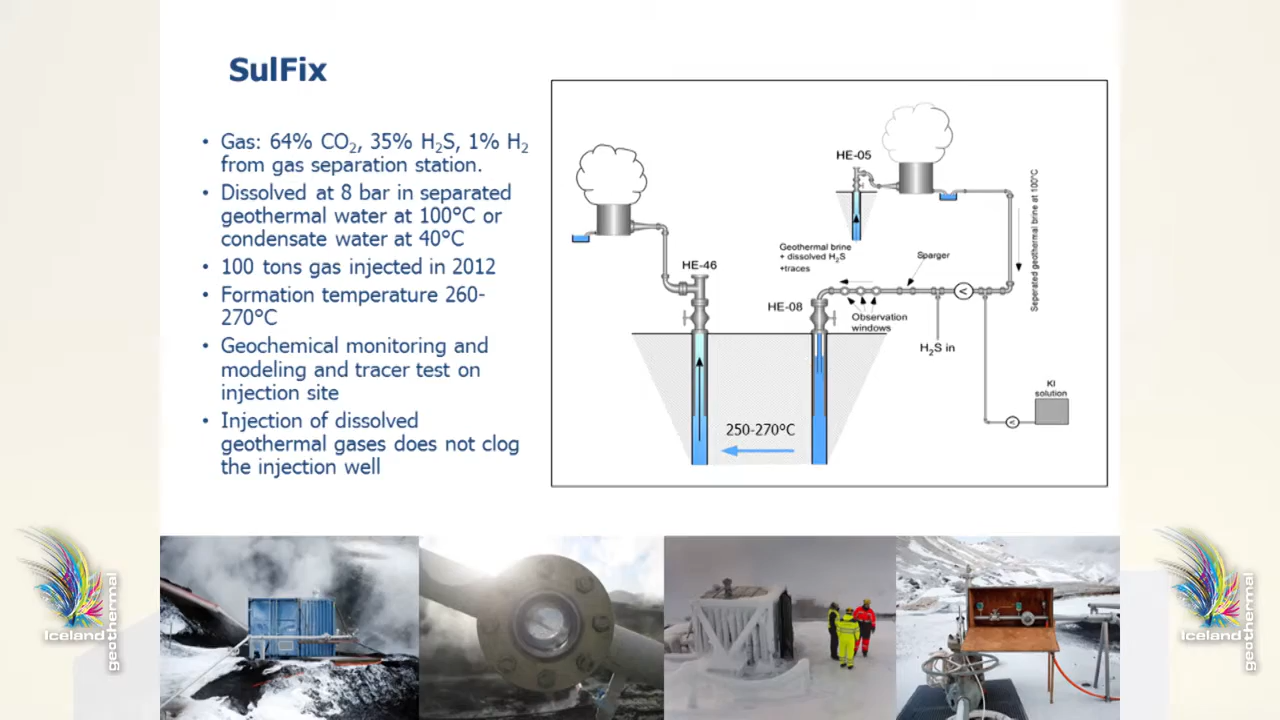 SulFix
• Gas: 64% CO2, 35% H2S, 1% H2
from gas separation station.
• Dissolved at 8 bar in separated
geothermal water at 100°C or
condensate water at 40°C
• 100 tons gas injected in 2012
• Formation temperature 260-
270°C
• Geochemical monitoring and
modeling and tracer test on
injection site
• Injection of dissolved
geothermal gases does not clog
the injection well
HE-05
Geothermal brine
+ dissolved H2S
+traces
Sparger
Seperated geothermal brine at 100°C
HE-46
HE-08
Observation
windows
H2S in
KI
solution
250-270°C
Iceland
geothermal
Iceland
geothermal